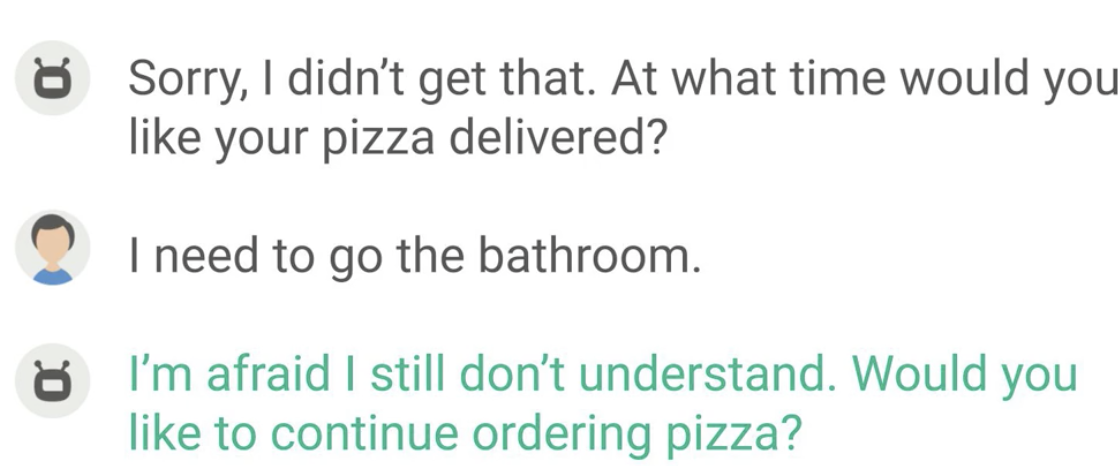 Sorry, I didn’t get that. At what time would you
like your pizza delivered?
I need to go the bathroom.
I’m afraid I still don’t understand. Would you
like to continue ordering pizza?